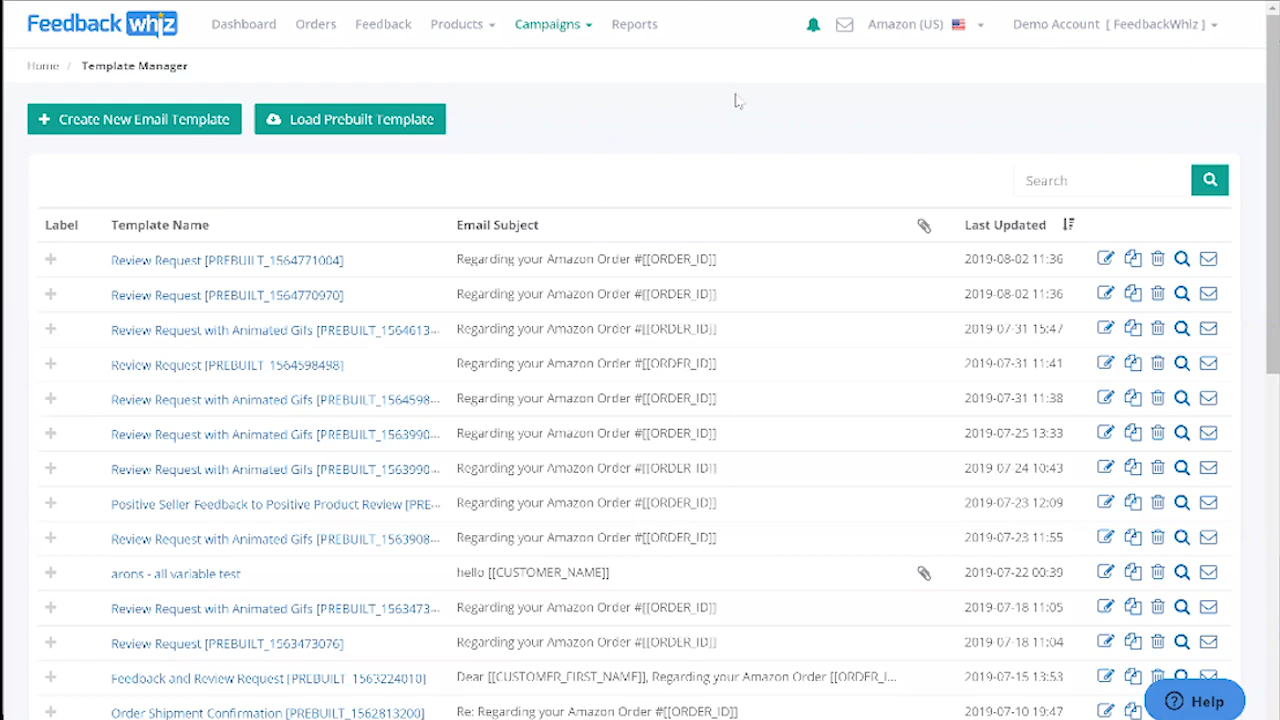 Feedback whiz Dashboard Orders Feedback Products Campaigns Reports Amazon (US) Demo Account [ FeedbackWhiz ]
Home / Template Manager
+ Create New Email Template Load Prebuilt Template
Search
Label Template Name Email Subject Last Updated
Review Request [PREBUILT_1564771004] Regarding your Amazon Order #[[ORDER_ID]] 2019-08-02 11:36
Review Request [PREBUILT_1564770970] Regarding your Amazon Order #[[ORDER_ID]] 2019-08-02 11:36
Review Request with Animated Gifs [PREBUILT_1564613... Regarding your Amazon Order #[[ORDER_ID]] 2019-07-31 15:47
Review Request [PREBUILT_1564598498] Regarding your Amazon Order #[[ORDER_ID]] 2019-07-31 11:41
Review Request with Animated Gifs [PREBUILT_1564598... Regarding your Amazon Order #[[ORDER_ID]] 2019-07-31 11:38
Review Request with Animated Gifs [PREBUILT_1563990... Regarding your Amazon Order #[[ORDER_ID]] 2019-07-25 13:33
Review Request with Animated Gifs [PREBUILT_1563990... Regarding your Amazon Order #[[ORDER_ID]] 2019-07-24 10:43
Positive Seller Feedback to Positive Product Review [PRE... Regarding your Amazon Order #[[ORDER_ID]] 2019-07-23 12:09
Review Request with Animated Gifs [PREBUILT_1563908... Regarding your Amazon Order #[[ORDER_ID]] 2019-07-23 11:55
arons - all variable test hello [[CUSTOMER_NAME]] 2019-07-22 00:39
Review Request with Animated Gifs [PREBUILT_1563473... Regarding your Amazon Order #[[ORDER_ID]] 2019-07-18 11:05
Review Request [PREBUILT_1563473076] Regarding your Amazon Order #[[ORDER_ID]] 2019-07-18 11:04
Feedback and Review Request [PREBUILT_1563224010] Dear [[CUSTOMER_FIRST_NAME]], Regarding your Amazon Order [[ORDER_I... 2019-07-15 13:53
Order Shipment Confirmation [PREBUILT_1562813200] Re: Regarding your Amazon Order #[[ORDER_ID]] 2019-07-10 19:47
Help